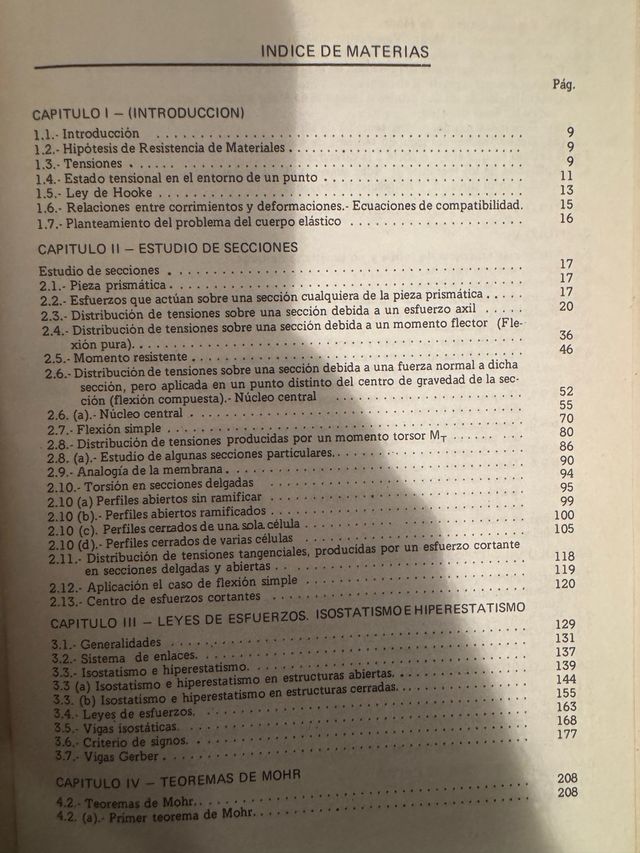 INDICE DE MATERIAS
Pág.
CAPITULO I – (INTRODUCCION)
1.1.- Introducción . . . . . . . . . . 9
1.2.- Hipótesis de Resistencia de Materiales . . . . . . . . . . 9
1.3.- Tensiones . . . . . . . . . . 9
1.4.- Estado tensional en el entorno de un punto . . . . . . . . . . 11
1.5.- Ley de Hooke . . . . . . . . . . 13
1.6.- Relaciones entre corrimientos y deformaciones.- Ecuaciones de compatibilidad. 15
1.7.- Planteamiento del problema del cuerpo elástico . . . . . . . . . . 16
CAPITULO II – ESTUDIO DE SECCIONES
Estudio de secciones . . . . . . . . . . 17
2.1.- Pieza prismática . . . . . . . . . . 17
2.2.- Esfuerzos que actúan sobre una sección cualquiera de la pieza prismática . . . . . 17
2.3.- Distribución de tensiones sobre una sección debida a un esfuerzo axil . . . . . 20
2.4.- Distribución de tensiones sobre una sección debida a un momento flector (Fle-
xión pura). . . . . . . . . . . 36
2.5.- Momento resistente . . . . . . . . . . 46
2.6.- Distribución de tensiones sobre una sección debida a una fuerza normal a dicha
sección, pero aplicada en un punto distinto del centro de gravedad de la sec-
ción (flexión compuesta).- Núcleo central . . . . . . . . . . 52
2.6. (a).- Núcleo central . . . . . . . . . . 55
2.7.- Flexión simple . . . . . . . . . . 70
2.8.- Distribución de tensiones producidas por un momento torsor M_T . . . . . . 80
2.8. (a).- Estudio de algunas secciones particulares. . . . . . . . . . . 86
2.9.- Analogía de la membrana . . . . . . . . . . 90
2.10.- Torsión en secciones delgadas . . . . . . . . . . 94
2.10 (a) Perfiles abiertos sin ramificar . . . . . . . . . . 95
2.10 (b).- Perfiles abiertos ramificados . . . . . . . . . . 99
2.10 (c). Perfiles cerrados de una sola célula . . . . . . . . . . 100
2.10 (d).- Perfiles cerrados de varias células . . . . . . . . . . 105
2.11.- Distribución de tensiones tangenciales, producidas por un esfuerzo cortante
en secciones delgadas y abiertas . . . . . . . . . . 118
2.12.- Aplicación el caso de flexión simple . . . . . . . . . . 119
2.13.- Centro de esfuerzos cortantes . . . . . . . . . . 120
CAPITULO III – LEYES DE ESFUERZOS. ISOSTATISMO E HIPERESTATISMO
3.1.- Generalidades . . . . . . . . . . 129
3.2.- Sistema de enlaces. . . . . . . . . . . 131
3.3.- Isostatismo e hiperestatismo. . . . . . . . . . . 137
3.3 (a) Isostatismo e hiperestatismo en estructuras abiertas. . . . . . . . . . . 139
3.3. (b) Isostatismo e hiperestatismo en estructuras cerradas. . . . . . . . . . . 144
3.4.- Leyes de esfuerzos. . . . . . . . . . . 155
3.5.- Vigas isostáticas. . . . . . . . . . . 163
3.6.- Criterio de signos. . . . . . . . . . . 168
3.7.- Vigas Gerber . . . . . . . . . . 177
CAPITULO IV – TEOREMAS DE MOHR
4.2.- Teoremas de Mohr. . . . . . . . . . . 208
4.2. (a).- Primer teorema de Mohr. . . . . . . . . . . 208